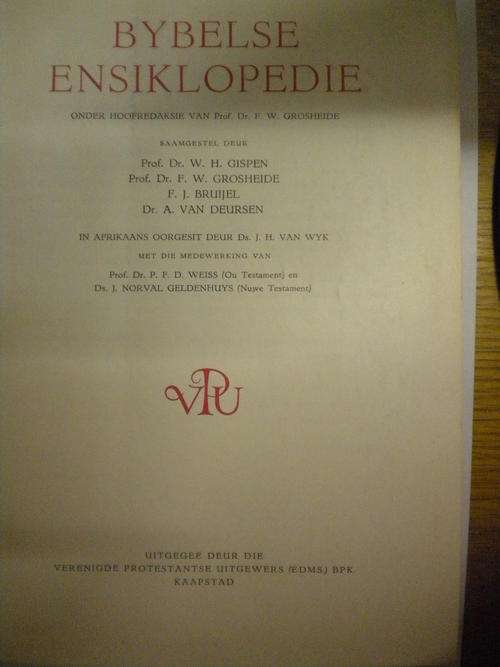 BYBELSE
ENSIKLOPEDIE
ONDER HOOFREDAKSIE VAN Prof. Dr. F. W. GROSHEIDE
SAAMGESTEL DEUR
Prof. Dr. W. H. GISPEN
Prof. Dr. F. W. GROSHEIDE
F. J. BRUIJEL
Dr. A. VAN DEURSEN
IN AFRIKAANS OORGESIT DEUR Ds. J. H. VAN WYK
MET DIE MEDEWERKING VAN
Prof. Dr. P. F. D. WEISS (Ou Testament) en
Ds. J. NORVAL GELDENHUYS (Nuwe Testament)
VPU
UITGEGEE DEUR DIE
VERENIGDE PROTESTANTSE UITGEWERS (EDMS.) BPK.
KAAPSTAD